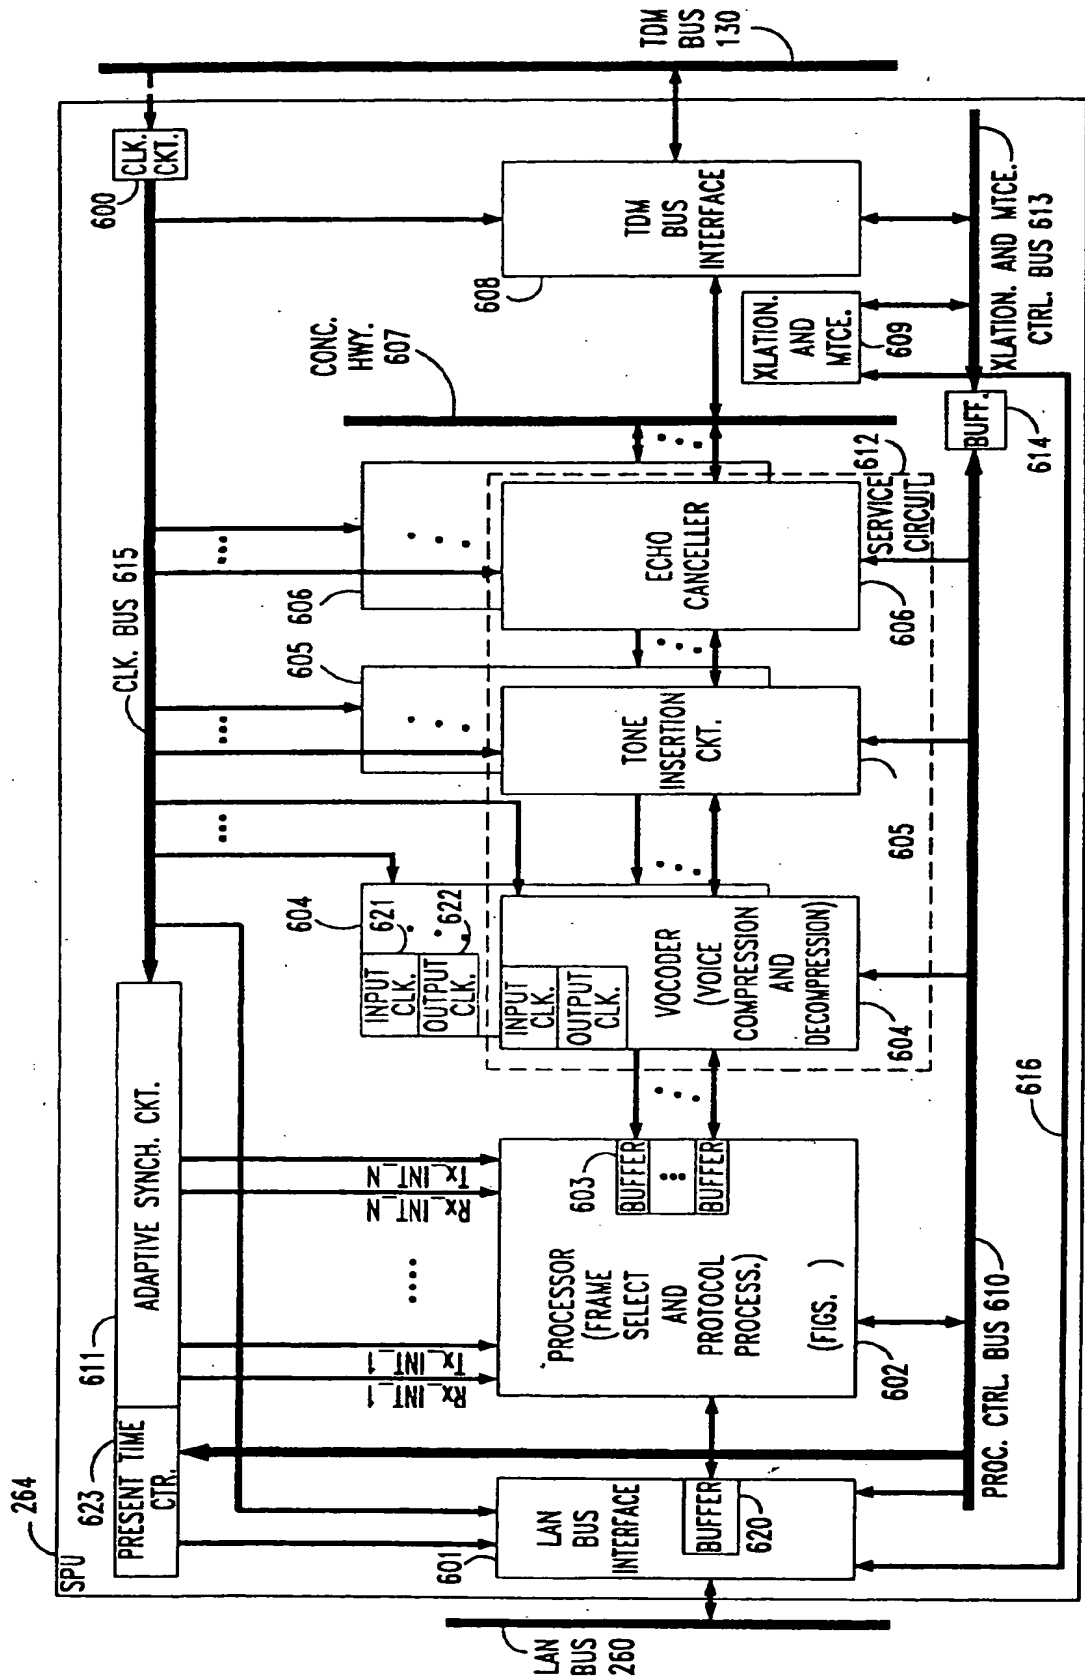 264
SPU
623
PRESENT TIME
CTR.
611
ADAPTIVE SYNCH. CKT.
CLK. BUS 615
600
CLK.
CKT.
TDM
BUS
130
LAN
BUS
260
601
LAN
BUS
INTERFACE
BUFFER
620
Rx_INT_1
Tx_INT_1
Rx_INT_N
Tx_INT_N
PROCESSOR
(FRAME
SELECT
AND
PROTOCOL
PROCESS.)
(FIGS. )
602
603
BUFFER
BUFFER
604
INPUT
CLK.
621
OUTPUT
CLK.
622
INPUT
CLK.
OUTPUT
CLK.
VOCODER
(VOICE
COMPRESSION
AND
DECOMPRESSION)
604
605
TONE
INSERTION
CKT.
605
606
ECHO
CANCELLER
606
SERVICE
CIRCUIT
612
CONC.
HWY.
607
608
TDM
BUS
INTERFACE
XLATION.
AND
MTCE.
609
BUFF.
614
XLATION. AND MTCE.
CTRL. BUS 613
PROC. CTRL. BUS 610
616